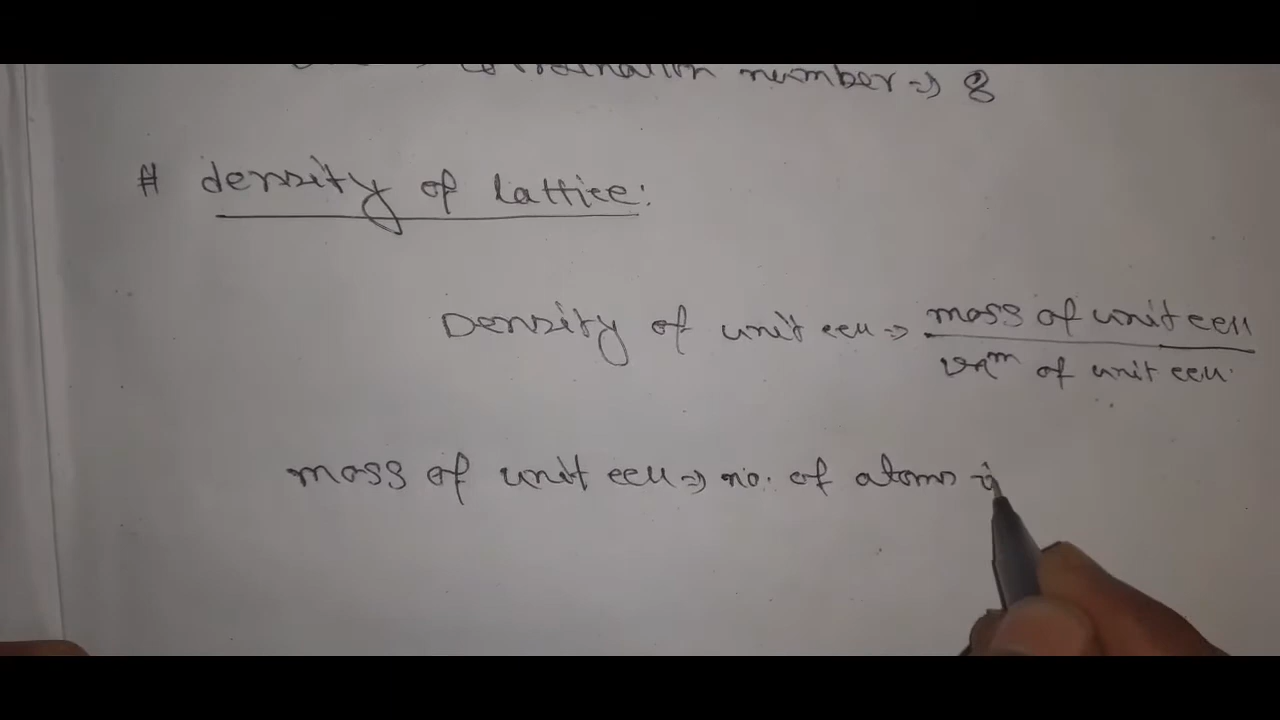 coordination number => 8
# density of Lattice:
Density of unit cell => mass of unit cell
vol^m of unit cell.
mass of unit cell => no. of atoms